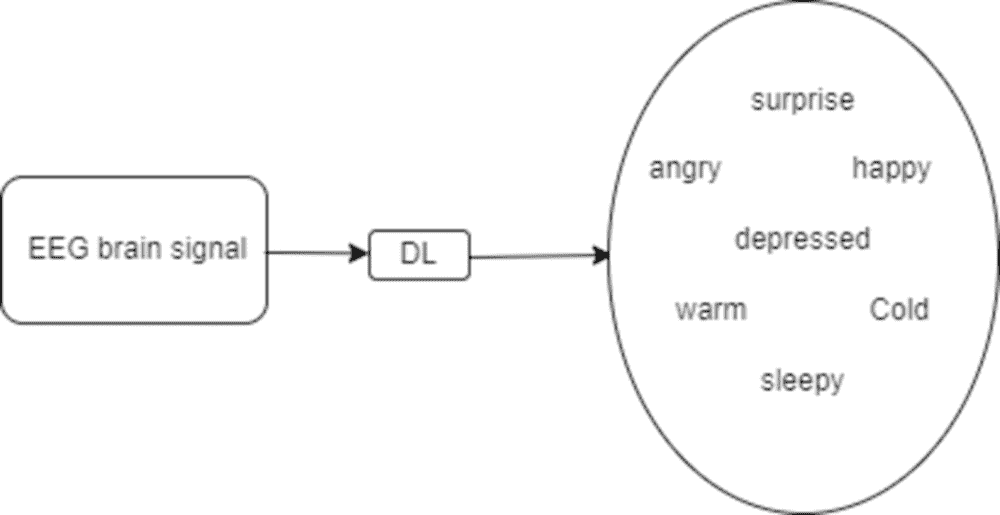 EEG brain signal
DL
surprise
angry happy
depressed
warm Cold
sleepy